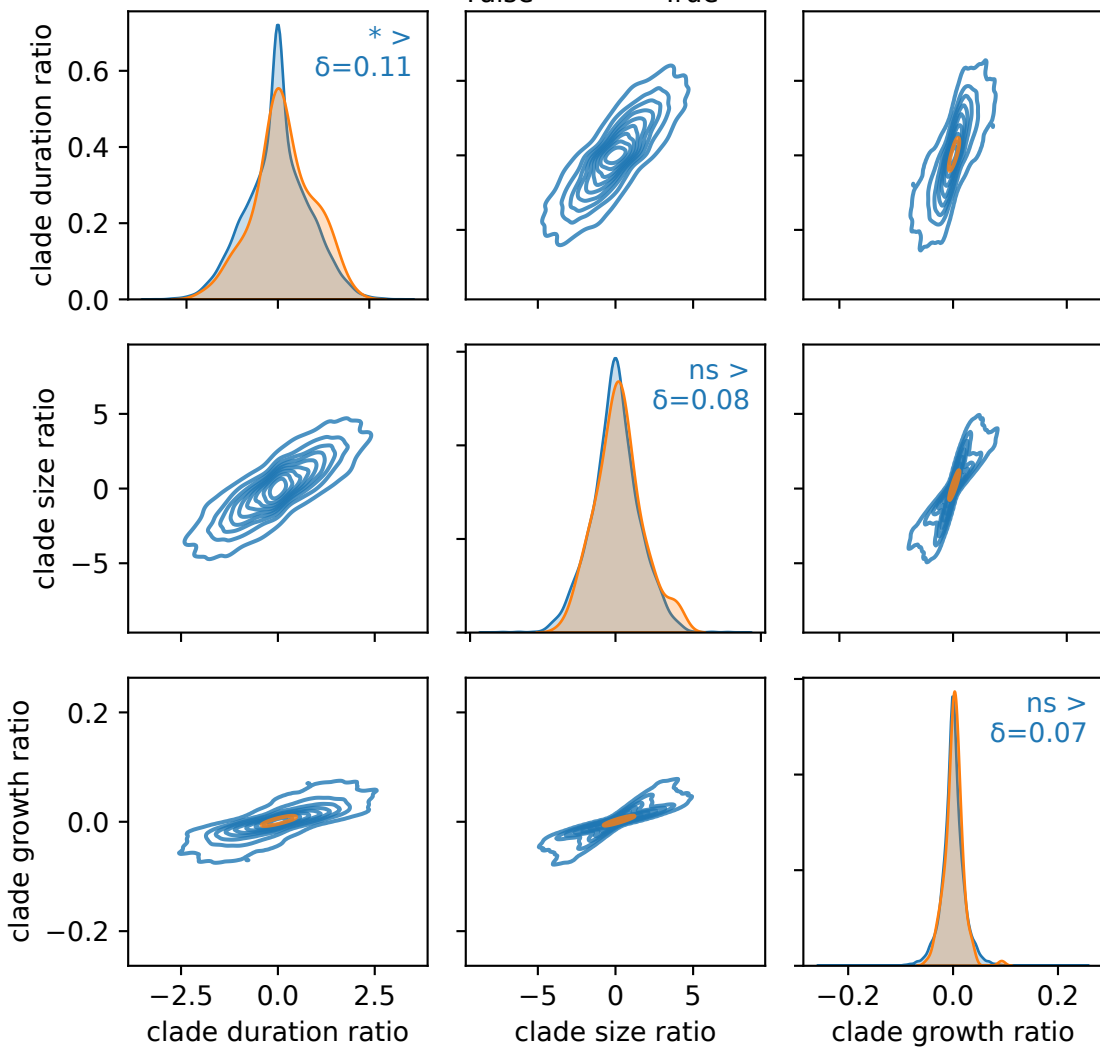 clade duration ratio
0.6
0.4
0.2
0.0
* >
δ=0.11
clade size ratio
5
0
−5
ns >
δ=0.08
clade growth ratio
0.2
0.0
−0.2
ns >
δ=0.07
−2.5 0.0 2.5
−5 0 5
−0.2 0.0 0.2
clade duration ratio
clade size ratio
clade growth ratio